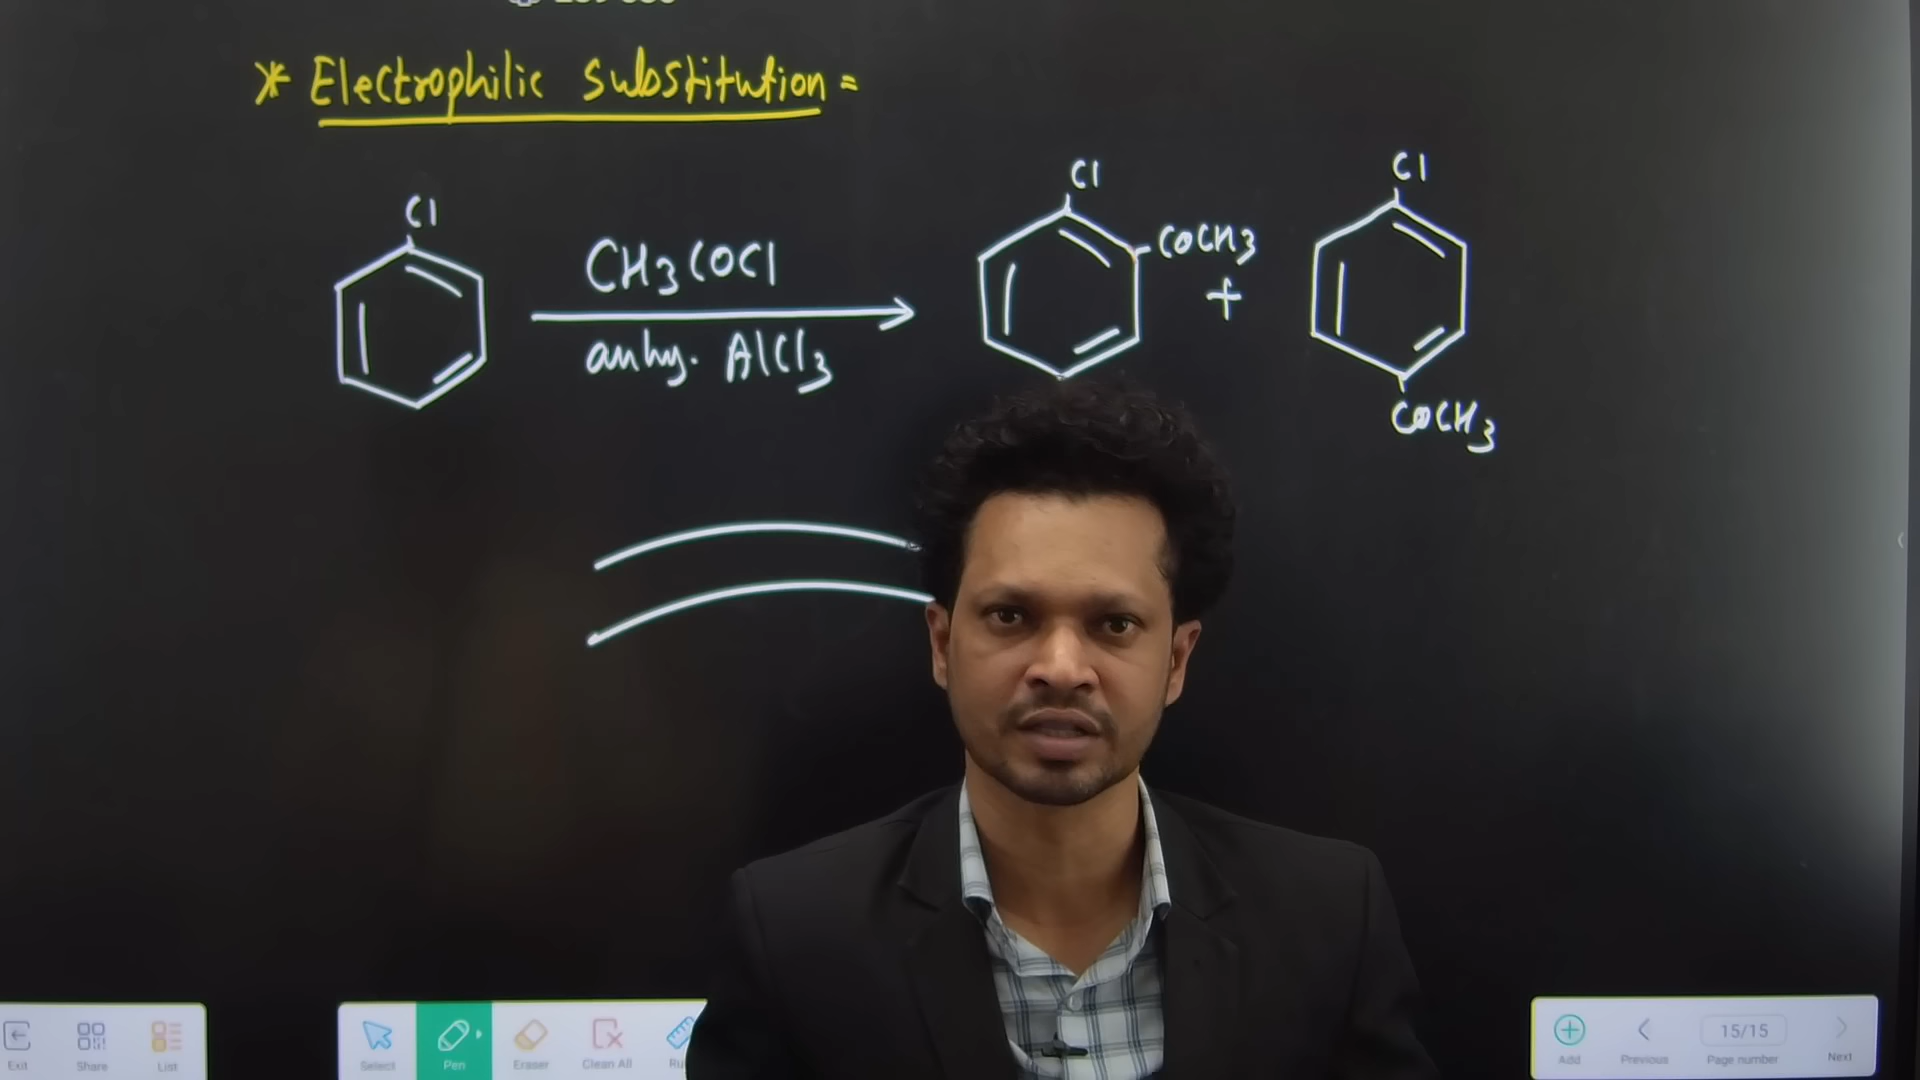 * Electrophilic Substitution =
Cl
CH3COCl
anhy. AlCl3
Cl
COCH3
+
Cl
COCH3
Exit
Share
List
Select
Pen
Eraser
Clean All
Add
Previous
15/15
Page number
Next